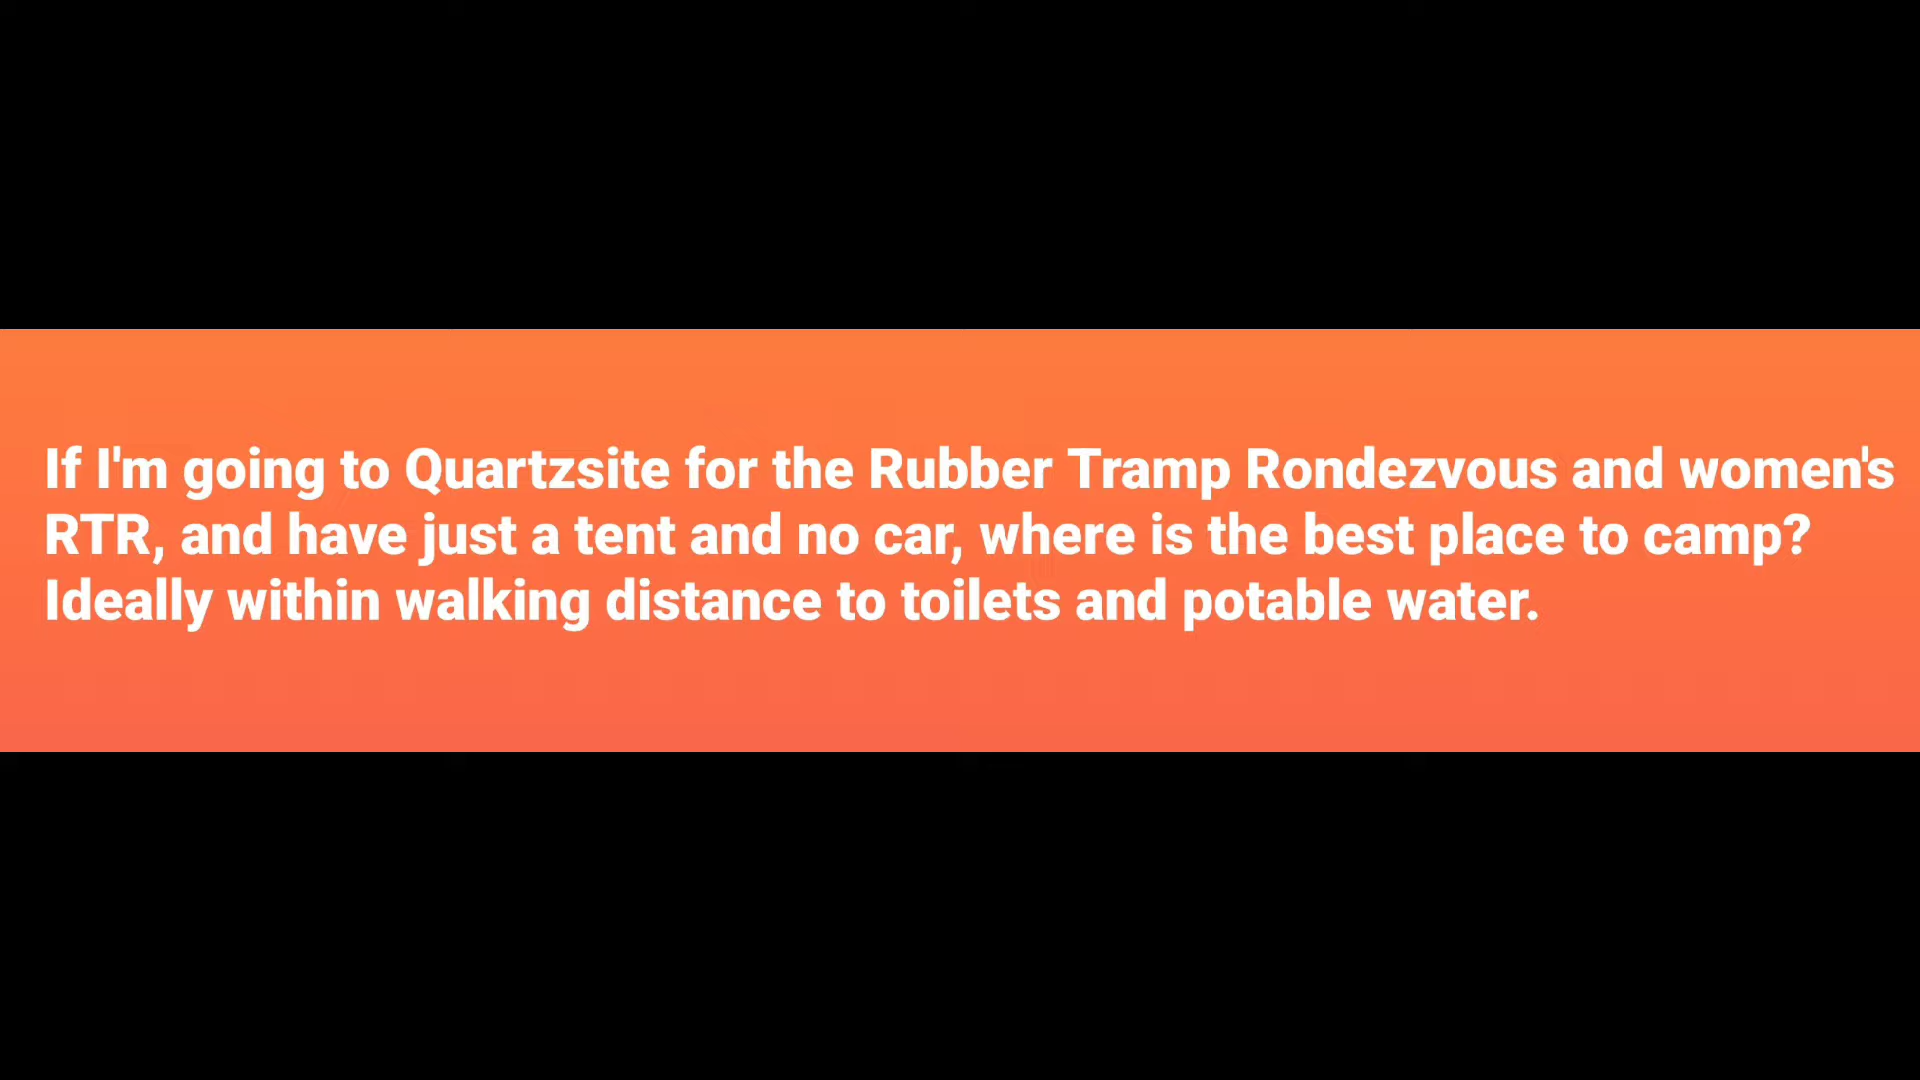 If I'm going to Quartzsite for the Rubber Tramp Rondezvous and women's
RTR, and have just a tent and no car, where is the best place to camp?
Ideally within walking distance to toilets and potable water.